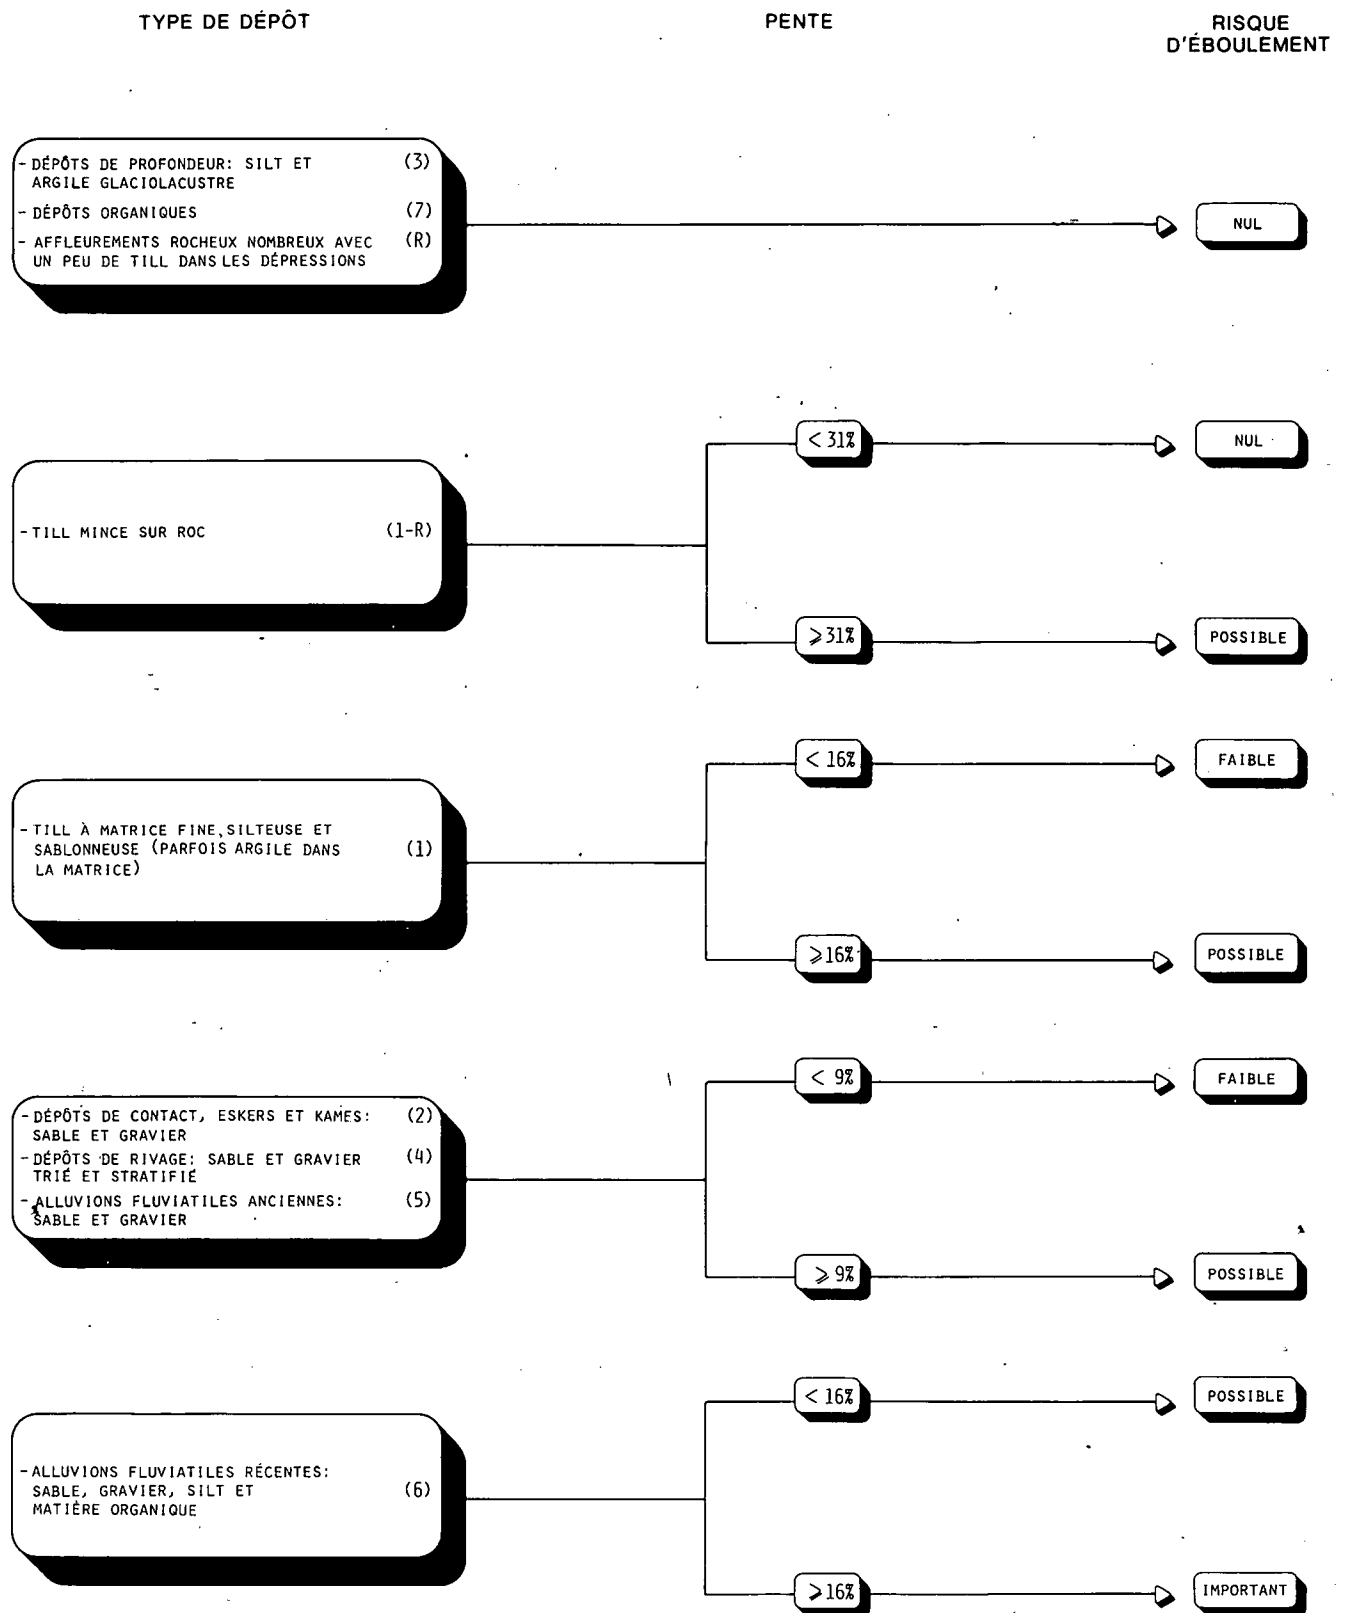 TYPE DE DÉPÔT
PENTE
RISQUE
D'ÉBOULEMENT
- DÉPÔTS DE PROFONDEUR: SILT ET (3)
ARGILE GLACIOLACUSTRE
- DÉPÔTS ORGANIQUES (7)
- AFFLEUREMENTS ROCHEUX NOMBREUX AVEC (R)
UN PEU DE TILL DANS LES DÉPRESSIONS
NUL
- TILL MINCE SUR ROC (1-R)
< 31%
NUL
⩾ 31%
POSSIBLE
- TILL À MATRICE FINE, SILTEUSE ET
SABLONNEUSE (PARFOIS ARGILE DANS (1)
LA MATRICE)
< 16%
FAIBLE
⩾ 16%
POSSIBLE
- DÉPÔTS DE CONTACT, ESKERS ET KAMES: (2)
SABLE ET GRAVIER
- DÉPÔTS DE RIVAGE: SABLE ET GRAVIER (4)
TRIÉ ET STRATIFIÉ
- ALLUVIONS FLUVIATILES ANCIENNES: (5)
SABLE ET GRAVIER
< 9%
FAIBLE
⩾ 9%
POSSIBLE
- ALLUVIONS FLUVIATILES RÉCENTES:
SABLE, GRAVIER, SILT ET (6)
MATIÈRE ORGANIQUE
< 16%
POSSIBLE
⩾ 16%
IMPORTANT